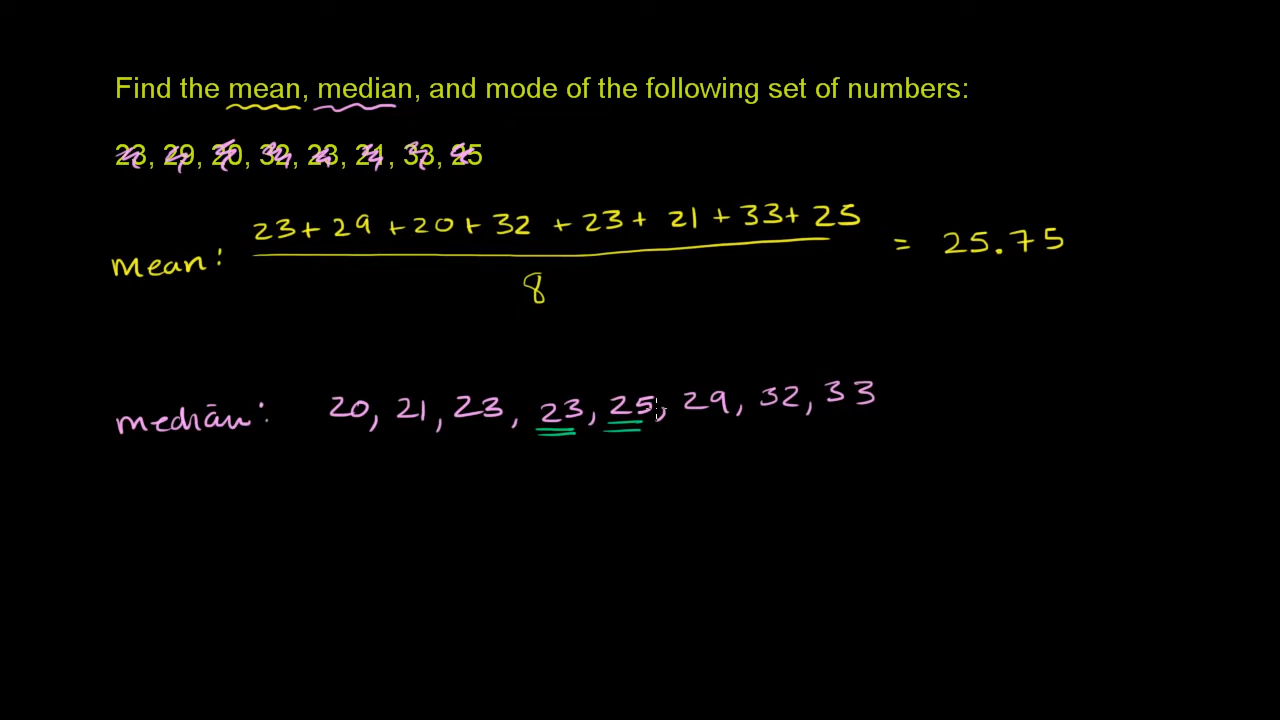 Find the mean, median, and mode of the following set of numbers:
23, 29, 20, 32, 23, 21, 33, 25
23 + 29 + 20 + 32 + 23 + 21 + 33 + 25
mean: = 25.75
8
median: 20, 21, 23, 23, 25, 29, 32, 33